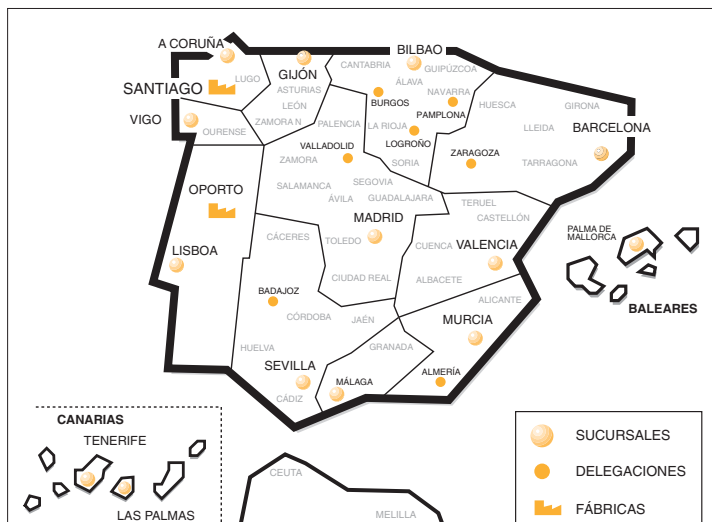 A CORUÑA
BILBAO
CANTABRIA
GUIPÚZCOA
GIJÓN
LUGO
ÁLAVA
SANTIAGO
ASTURIAS
NAVARRA
BURGOS
HUESCA
GIRONA
LEÓN
PAMPLONA
VIGO
ZAMORA N
PALENCIA
LA RIOJA
LLEIDA
BARCELONA
OURENSE
LOGROÑO
VALLADOLID
ZARAGOZA
ZAMORA
SORIA
TARRAGONA
SEGOVIA
OPORTO
SALAMANCA
ÁVILA
GUADALAJARA
TERUEL
MADRID
CASTELLÓN
CÁCERES
TOLEDO
PALMA DE
MALLORCA
LISBOA
CUENCA
VALENCIA
CIUDAD REAL
ALBACETE
BADAJOZ
ALICANTE
BALEARES
CÓRDOBA
JAÉN
MURCIA
HUELVA
GRANADA
SEVILLA
ALMERÍA
MÁLAGA
CÁDIZ
CANARIAS
TENERIFE
LAS PALMAS
CEUTA
MELILLA
SUCURSALES
DELEGACIONES
FÁBRICAS